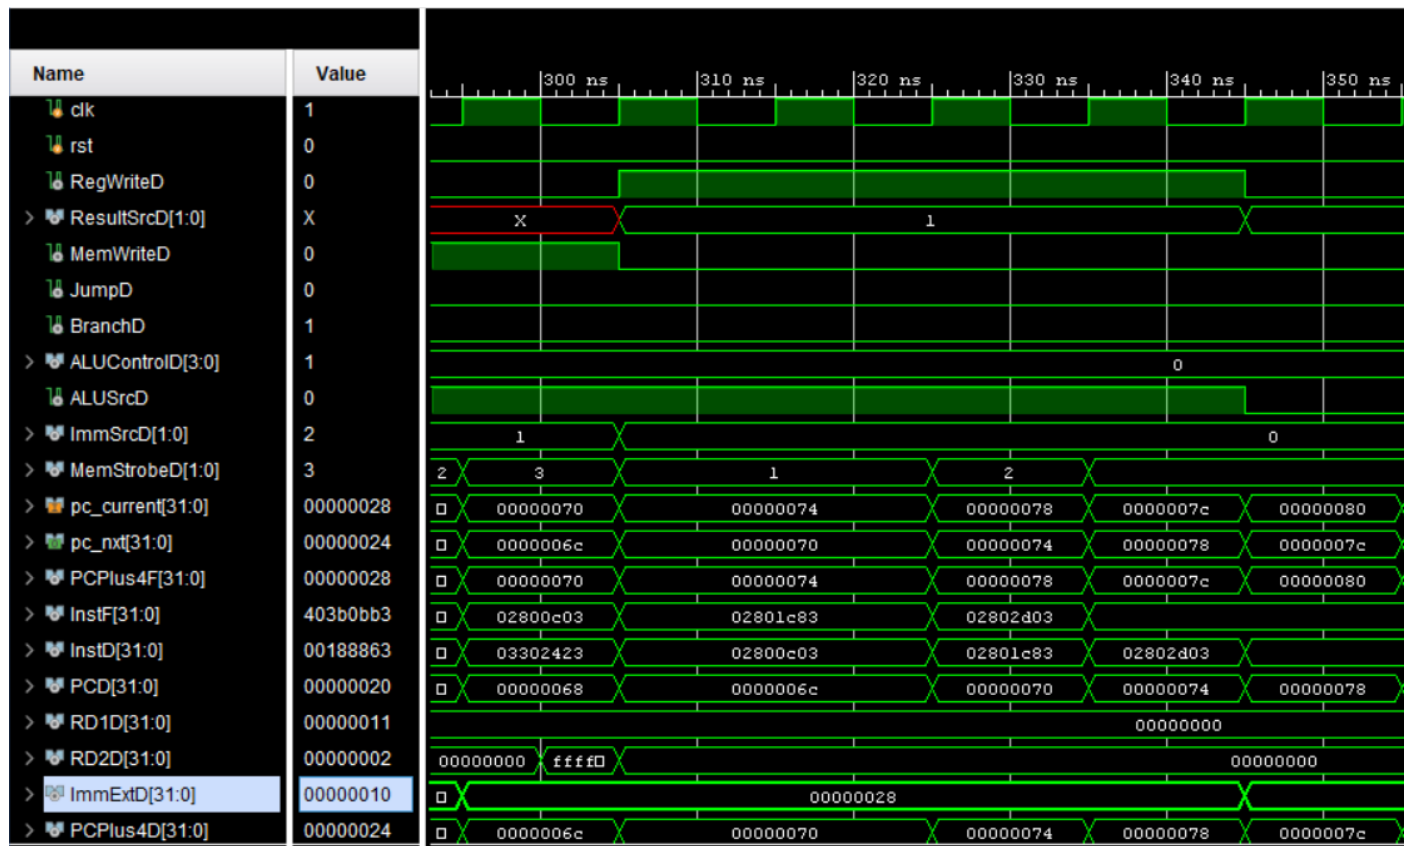 Name Value 300 ns 310 ns 320 ns 330 ns 340 ns 350 ns
clk 1
rst 0
RegWriteD 0
> ResultSrcD[1:0] X X 1
MemWriteD 0
JumpD 0
BranchD 1
> ALUControlD[3:0] 1 0
ALUSrcD 0
> ImmSrcD[1:0] 2 1 0
> MemStrobeD[1:0] 3 2 3 1 2
> pc_current[31:0] 00000028 00000070 00000074 00000078 0000007c 00000080
> pc_nxt[31:0] 00000024 0000006c 00000070 00000074 00000078 0000007c
> PCPlus4F[31:0] 00000028 00000070 00000074 00000078 0000007c 00000080
> InstF[31:0] 403b0bb3 02800c03 02801c83 02802d03
> InstD[31:0] 00188863 03302423 02800c03 02801c83 02802d03
> PCD[31:0] 00000020 00000068 0000006c 00000070 00000074 00000078
> RD1D[31:0] 00000011 00000000
> RD2D[31:0] 00000002 00000000 ffff 00000000
> ImmExtD[31:0] 00000010 00000028
> PCPlus4D[31:0] 00000024 0000006c 00000070 00000074 00000078 0000007c